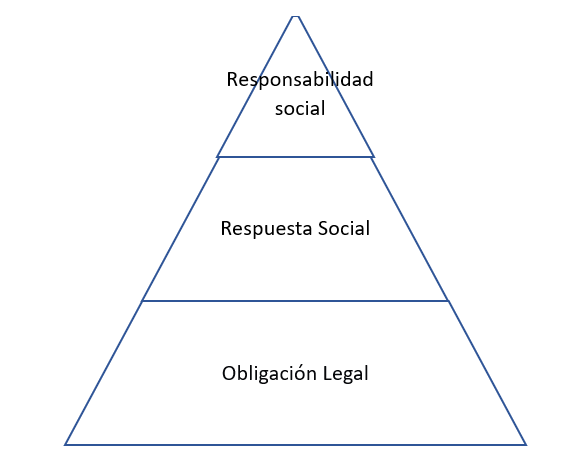 Responsabilidad
social
Respuesta Social
Obligación Legal